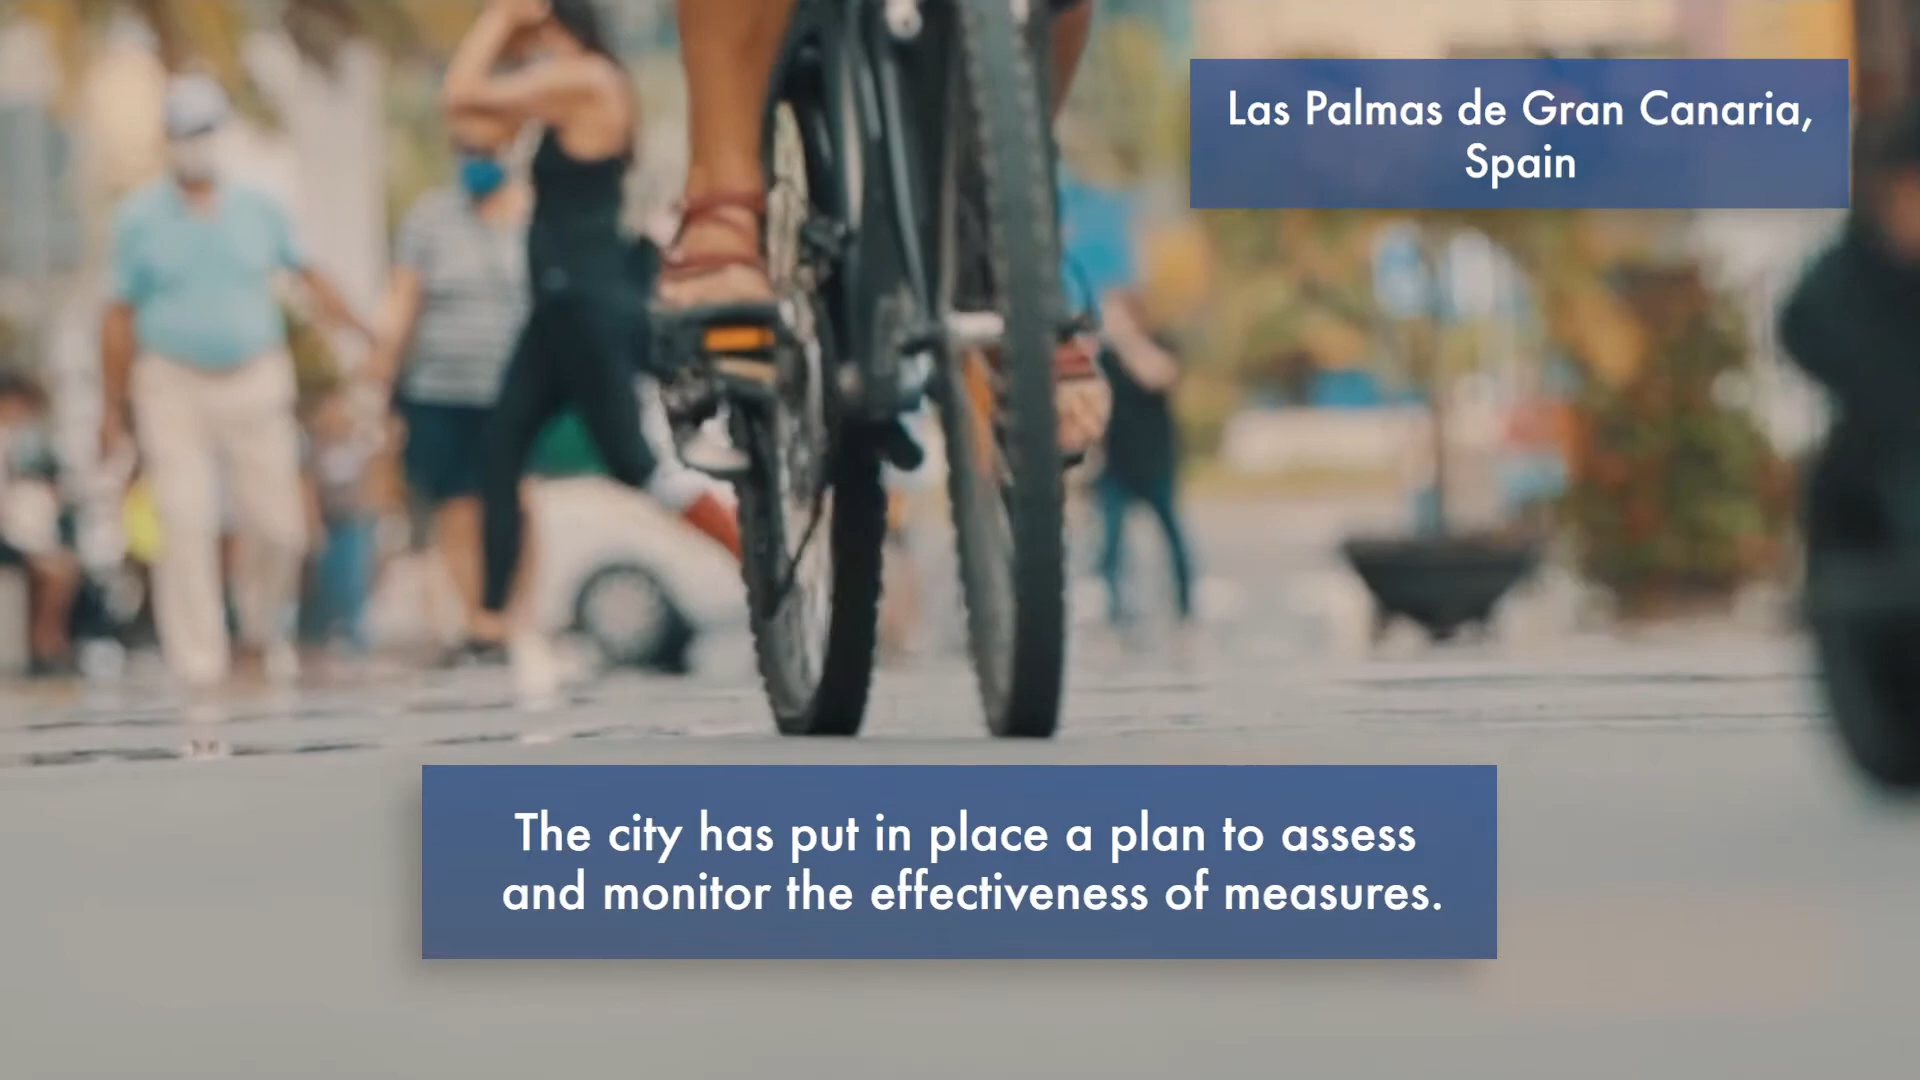 Las Palmas de Gran Canaria,
Spain
The city has put in place a plan to assess
and monitor the effectiveness of measures.